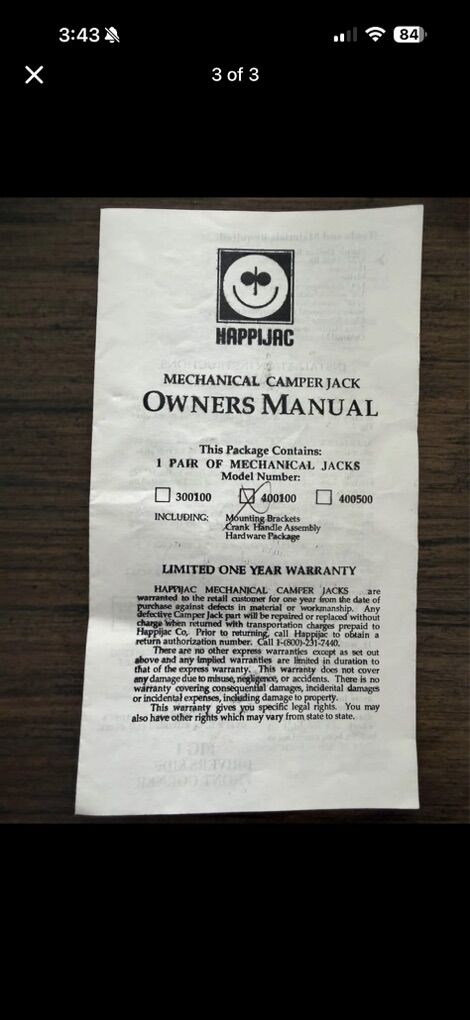 3:43
84
3 of 3
HAPPIJAC
MECHANICAL CAMPER JACK
OWNERS MANUAL
This Package Contains:
1 PAIR OF MECHANICAL JACKS
Model Number:
300100 400100 400500
INCLUDING: Mounting Brackets
Crank Handle Assembly
Hardware Package
LIMITED ONE YEAR WARRANTY
HAPPIJAC MECHANICAL CAMPER JACKS are
warranted to the retail customer for one year from the date of
purchase against defects in material or workmanship. Any
defective Camper Jack part will be repaired or replaced without
charge when returned with transportation charges prepaid to
Happijac Co, Prior to returning, call Happijac to obtain a
return authorization number. Call 1-(800)-231-7440.
There are no other express warranties except as set out
above and any implied warranties are limited in duration to
that of the express warranty. This warranty does not cover
any damage due to misuse, negligence, or accidents. There is no
warranty covering consequential damages, incidental damages
or incidental expenses, including damage to property.
This warranty gives you specific legal rights. You may
also have other rights which may vary from state to state.